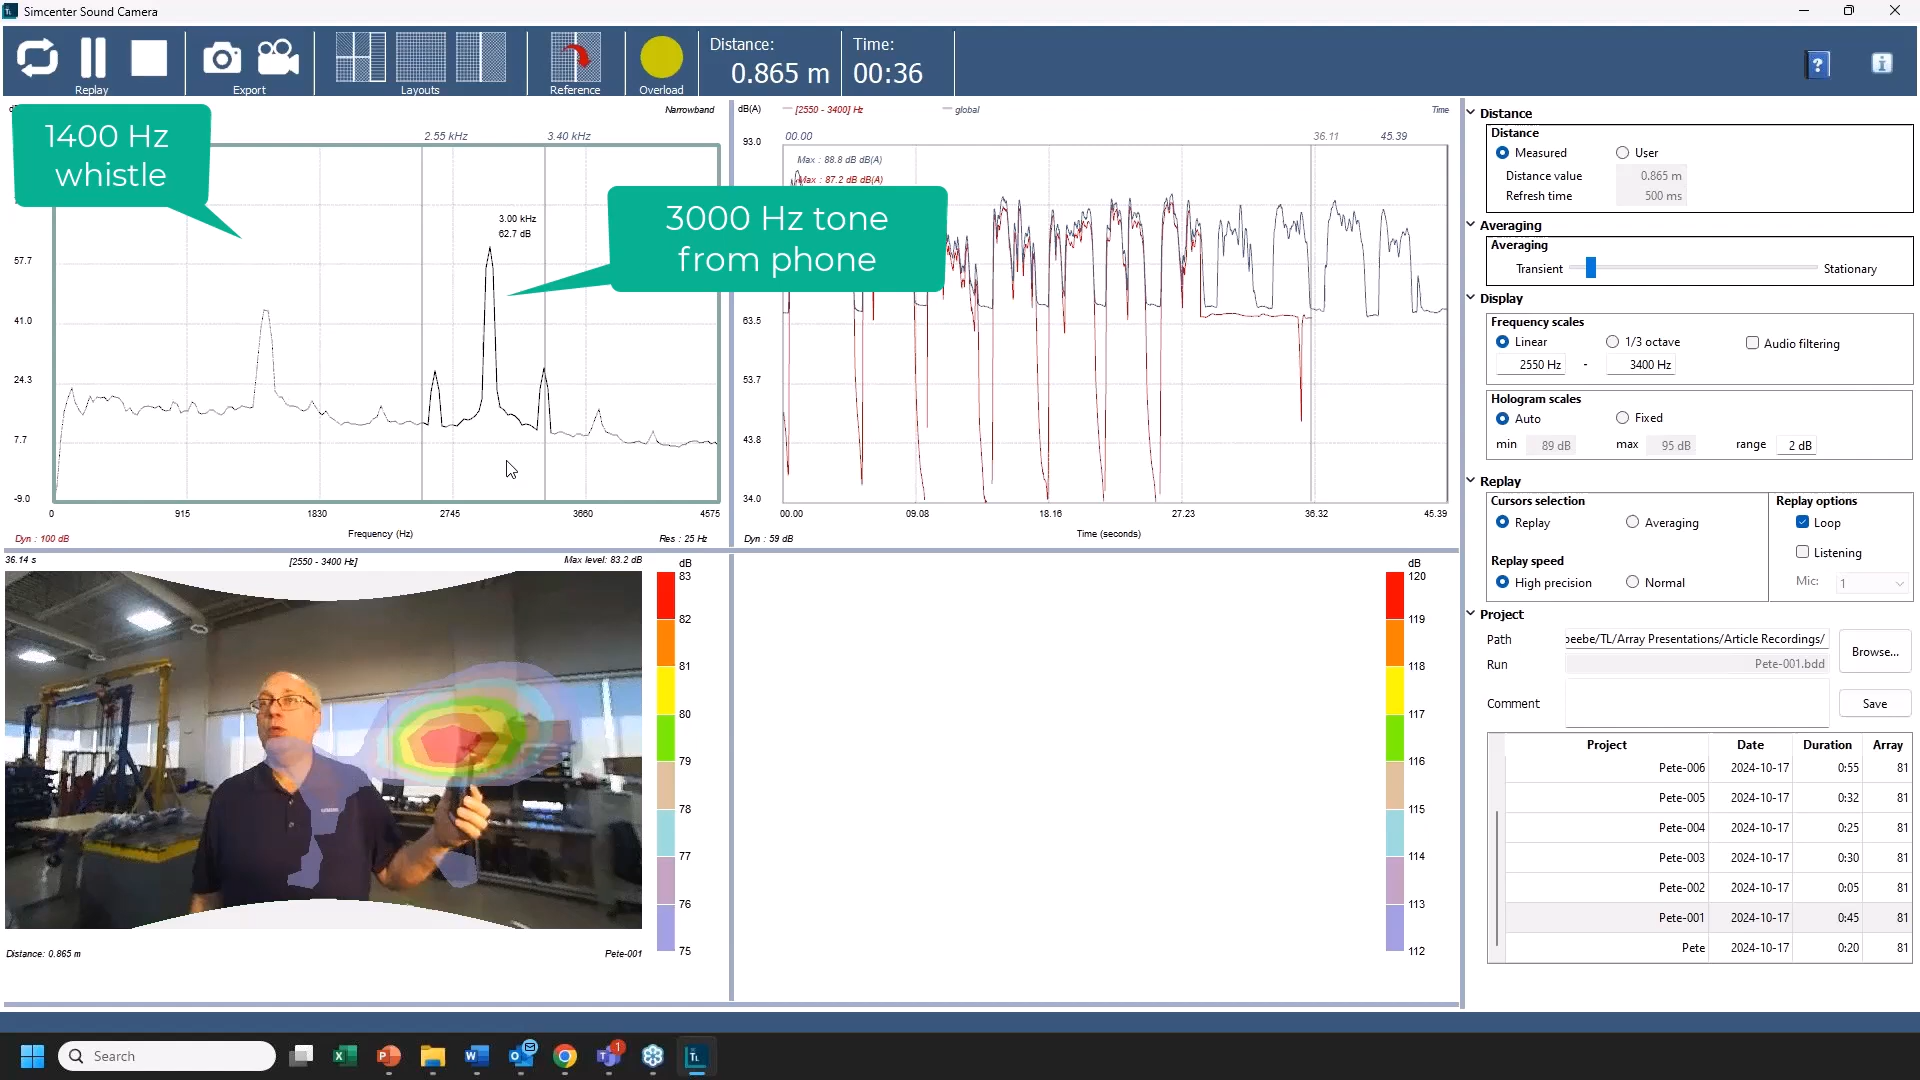 Simcenter Sound Camera
Replay
Export
Layouts
Reference
Overload
Distance:
0.865 m
Time:
00:36
1400 Hz
whistle
Narrowband
2.55 kHz
3.40 kHz
3.00 kHz
62.7 dB
3000 Hz tone
from phone
57.7
41.0
24.3
7.7
-9.0
0
915
1830
2745
3660
4575
Frequency (Hz)
Dyn : 100 dB
Res : 25 Hz
dB(A)
[2550 - 3400] Hz
global
Time
93.0
00.00
36.11
45.39
Max : 88.8 dB dB(A)
Max : 87.2 dB dB(A)
63.5
53.7
43.8
34.0
00.00
09.08
18.16
27.23
36.32
45.39
Dyn : 59 dB
Time (seconds)
36.14 s
[2550 - 3400 Hz]
Max level: 83.2 dB
dB
83
82
81
80
79
78
77
76
75
Distance: 0.865 m
Pete-001
dB
120
119
118
117
116
115
114
113
112
Distance
Distance
Measured
User
Distance value
0.865 m
Refresh time
500 ms
Averaging
Averaging
Transient
Stationary
Display
Frequency scales
Linear
1/3 octave
Audio filtering
2550 Hz
-
3400 Hz
Hologram scales
Auto
Fixed
min
89 dB
max
95 dB
range
2 dB
Replay
Cursors selection
Replay
Averaging
Replay speed
High precision
Normal
Replay options
Loop
Listening
Mic:
1
Project
Path
beebe/TL/Array Presentations/Article Recordings/
Browse...
Run
Pete-001.bdd
Comment
Save
Project Date Duration Array
Pete-006 2024-10-17 0:55 81
Pete-005 2024-10-17 0:32 81
Pete-004 2024-10-17 0:25 81
Pete-003 2024-10-17 0:30 81
Pete-002 2024-10-17 0:05 81
Pete-001 2024-10-17 0:45 81
Pete 2024-10-17 0:20 81
Search
1
TL